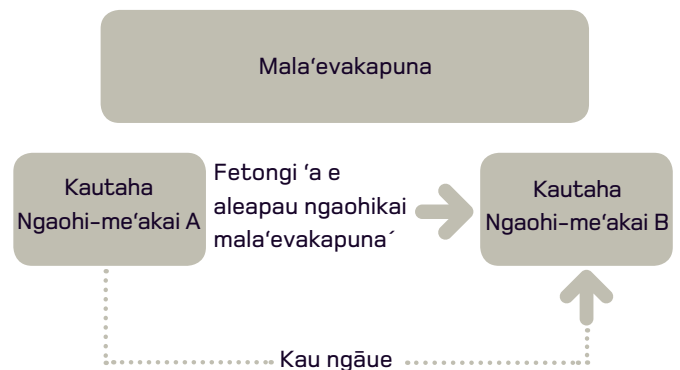 Mala‘evakapuna
Kautaha
Ngaohi-me‘akai A
Fetongi ‘a e
aleapau ngaohikai
mala‘evakapuna´
Kautaha
Ngaohi-me‘akai B
Kau ngāue